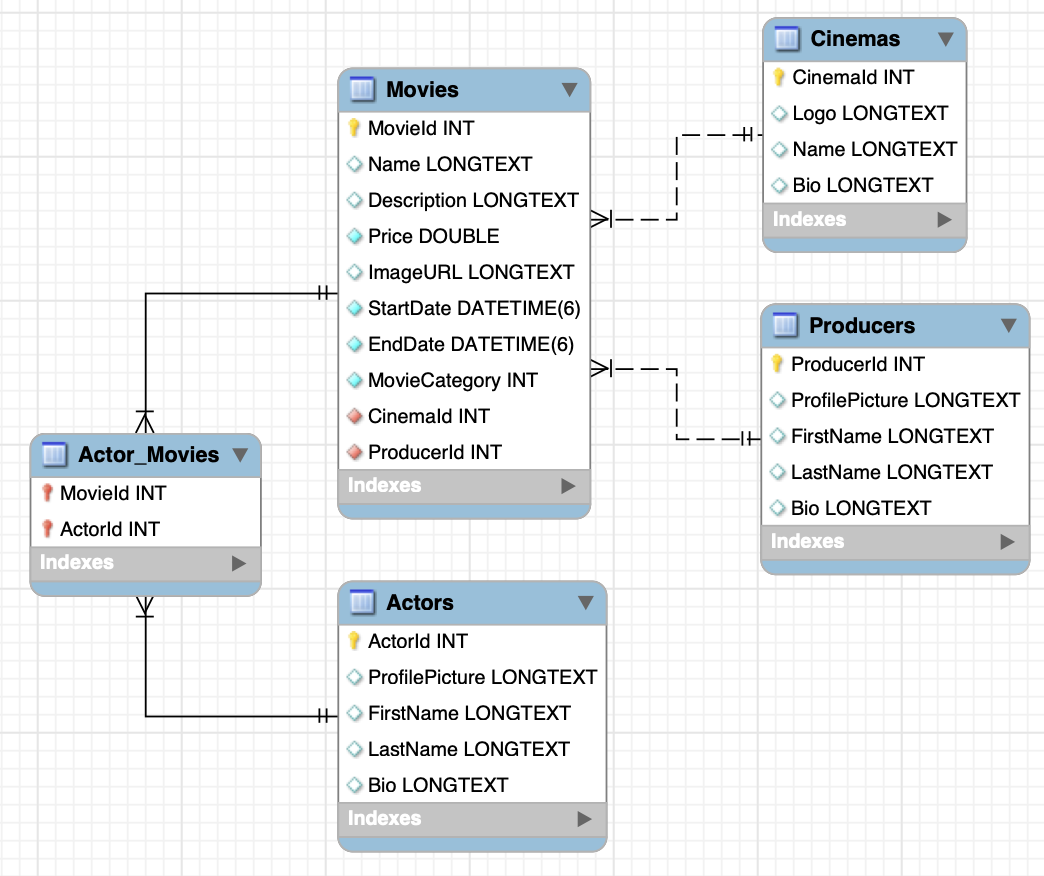 Movies
MovieId INT
Name LONGTEXT
Description LONGTEXT
Price DOUBLE
ImageURL LONGTEXT
StartDate DATETIME(6)
EndDate DATETIME(6)
MovieCategory INT
CinemaId INT
ProducerId INT
Indexes
Cinemas
CinemaId INT
Logo LONGTEXT
Name LONGTEXT
Bio LONGTEXT
Indexes
Producers
ProducerId INT
ProfilePicture LONGTEXT
FirstName LONGTEXT
LastName LONGTEXT
Bio LONGTEXT
Indexes
Actor_Movies
MovieId INT
ActorId INT
Indexes
Actors
ActorId INT
ProfilePicture LONGTEXT
FirstName LONGTEXT
LastName LONGTEXT
Bio LONGTEXT
Indexes